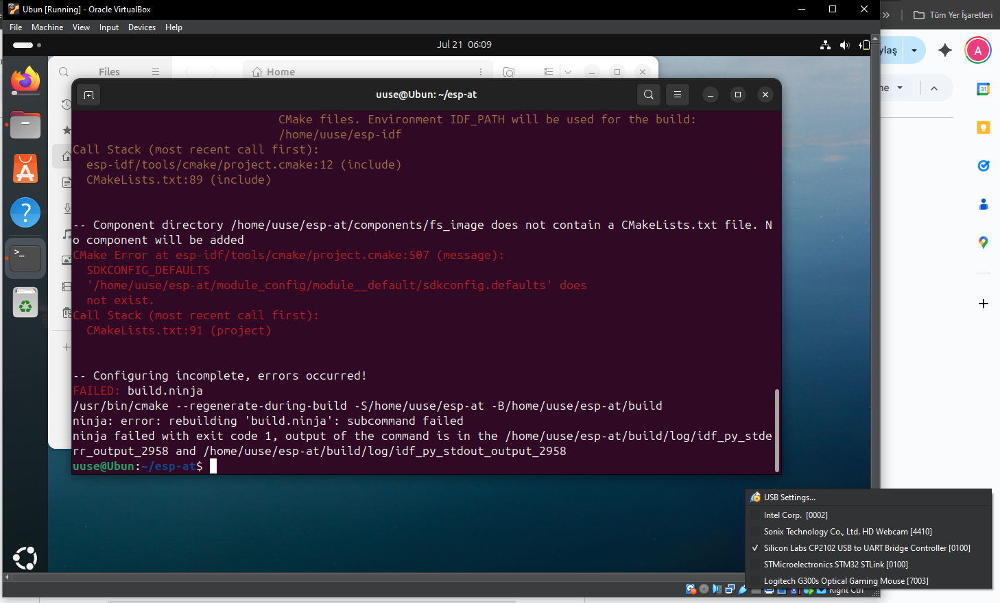 Ubun [Running] - Oracle VirtualBox
File Machine View Input Devices Help
» Tüm Yer İşaretleri
Jul 21 06:09
ylaş
A
Files
Home
uuse@Ubun: ~/esp-at
31
CMake files. Environment IDF_PATH will be used for the build:
/home/uuse/esp-idf
Call Stack (most recent call first):
esp-idf/tools/cmake/project.cmake:12 (include)
CMakeLists.txt:89 (include)
-- Component directory /home/uuse/esp-at/components/fs_image does not contain a CMakeLists.txt file. N
o component will be added
CMake Error at esp-idf/tools/cmake/project.cmake:507 (message):
SDKCONFIG_DEFAULTS
'/home/uuse/esp-at/module_config/module__default/sdkconfig.defaults' does
not exist.
Call Stack (most recent call first):
CMakeLists.txt:91 (project)
-- Configuring incomplete, errors occurred!
FAILED: build.ninja
/usr/bin/cmake --regenerate-during-build -S/home/uuse/esp-at -B/home/uuse/esp-at/build
ninja: error: rebuilding 'build.ninja': subcommand failed
ninja failed with exit code 1, output of the command is in the /home/uuse/esp-at/build/log/idf_py_stde
rr_output_2958 and /home/uuse/esp-at/build/log/idf_py_stdout_output_2958
uuse@Ubun:~/esp-at$
USB Settings...
Intel Corp. [0002]
Sonix Technology Co., Ltd. HD Webcam [4410]
Silicon Labs CP2102 USB to UART Bridge Controller [0100]
STMicroelectronics STM32 STLink [0100]
Logitech G300s Optical Gaming Mouse [7003]
Right Ctrl